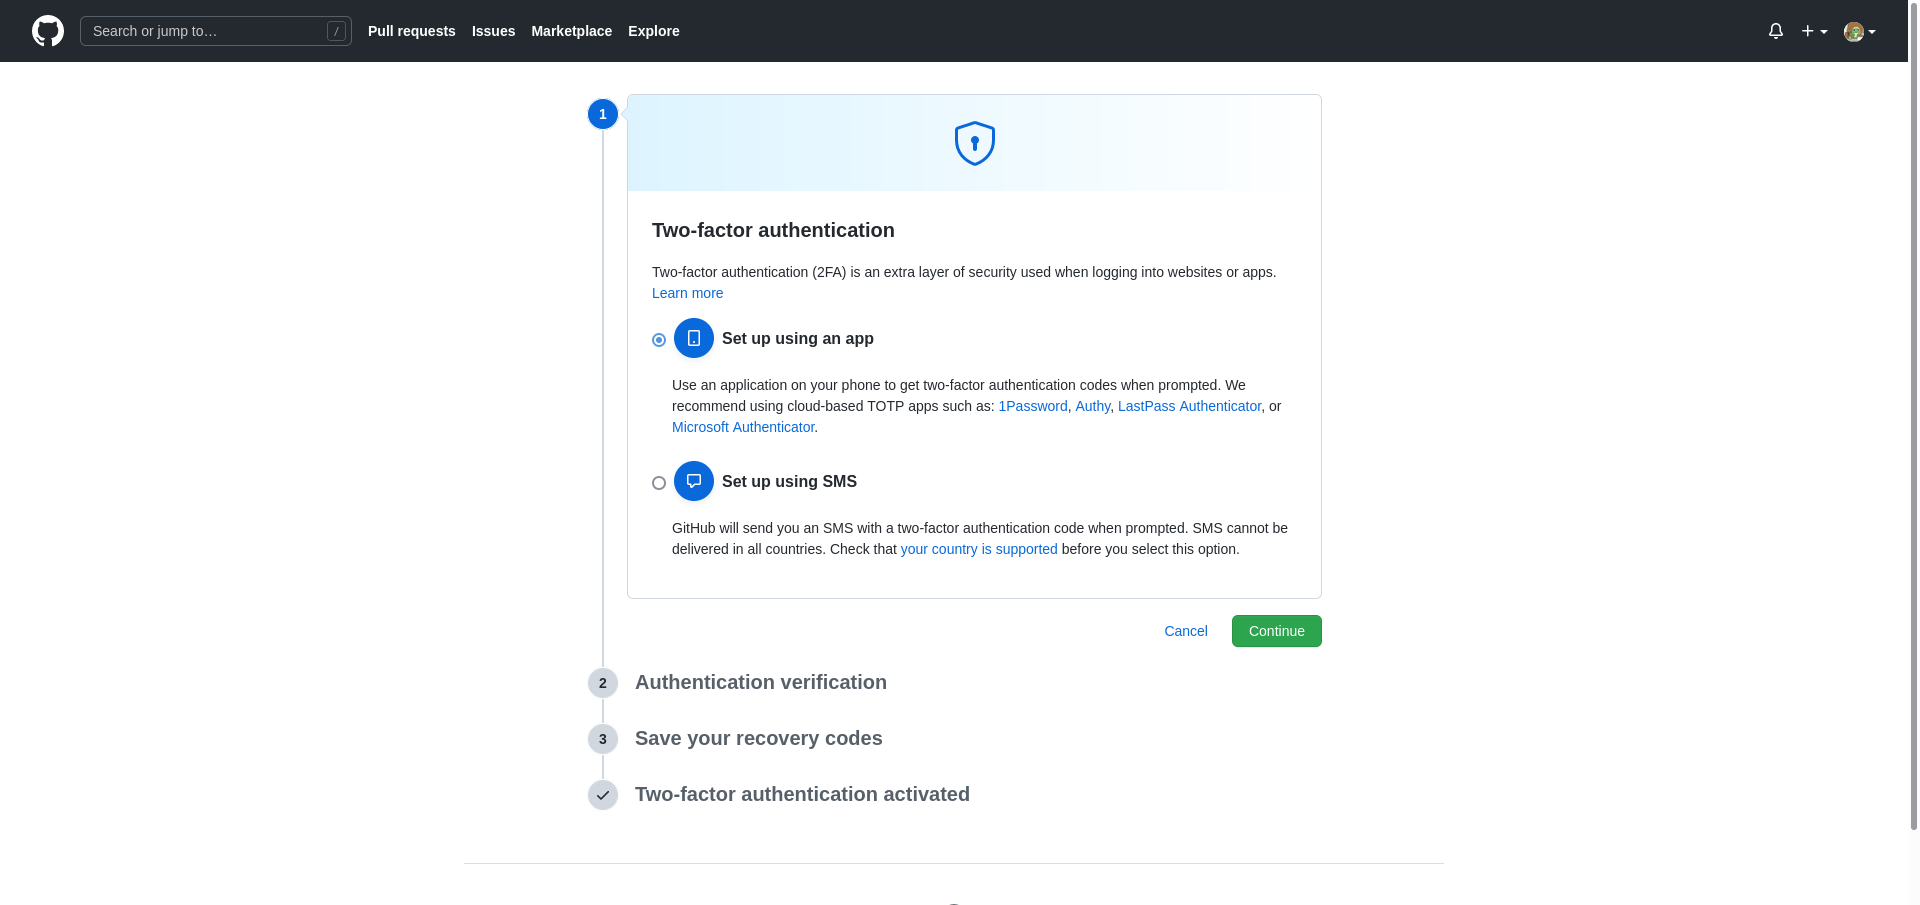 Search or jump to…
/
Pull requests
Issues
Marketplace
Explore
1
Two-factor authentication
Two-factor authentication (2FA) is an extra layer of security used when logging into websites or apps.
Learn more
Set up using an app
Use an application on your phone to get two-factor authentication codes when prompted. We
recommend using cloud-based TOTP apps such as: 1Password, Authy, LastPass Authenticator, or
Microsoft Authenticator.
Set up using SMS
GitHub will send you an SMS with a two-factor authentication code when prompted. SMS cannot be
delivered in all countries. Check that your country is supported before you select this option.
Cancel
Continue
2
Authentication verification
3
Save your recovery codes
Two-factor authentication activated